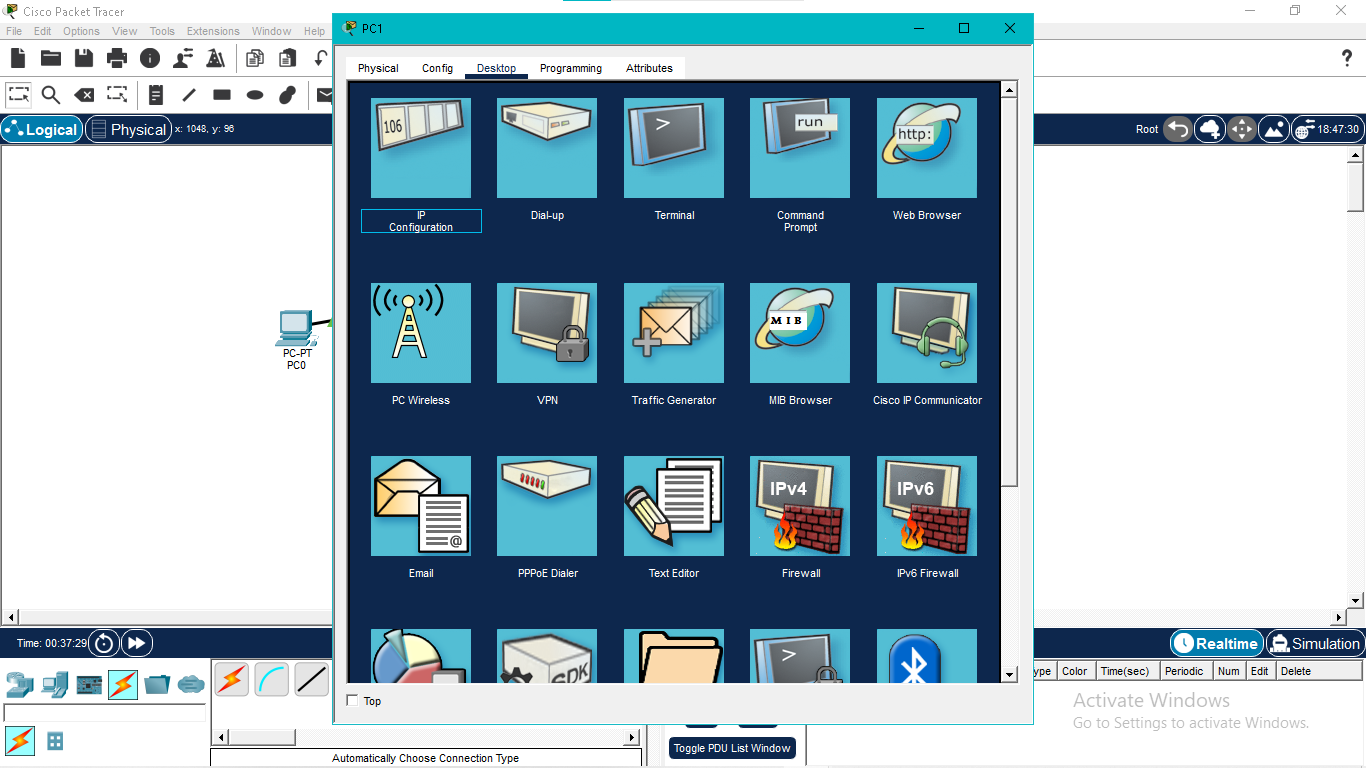 Cisco Packet Tracer
File Edit Options View Tools Extensions Window Help
PC1
Physical Config Desktop Programming Attributes
?
Logical
Physical
x: 1048, y: 96
Root
18:47:30
106
>
run
http:
IP
Configuration
Dial-up
Terminal
Command
Prompt
Web Browser
MIB
PC Wireless
VPN
Traffic Generator
MIB Browser
Cisco IP Communicator
PC-PT
PC0
@
IPv4
IPv6
Email
PPPoE Dialer
Text Editor
Firewall
IPv6 Firewall
SDK
>
Top
Time: 00:37:29
Realtime
Simulation
ype Color Time(sec) Periodic Num Edit Delete
Activate Windows
Go to Settings to activate Windows.
Toggle PDU List Window
Automatically Choose Connection Type